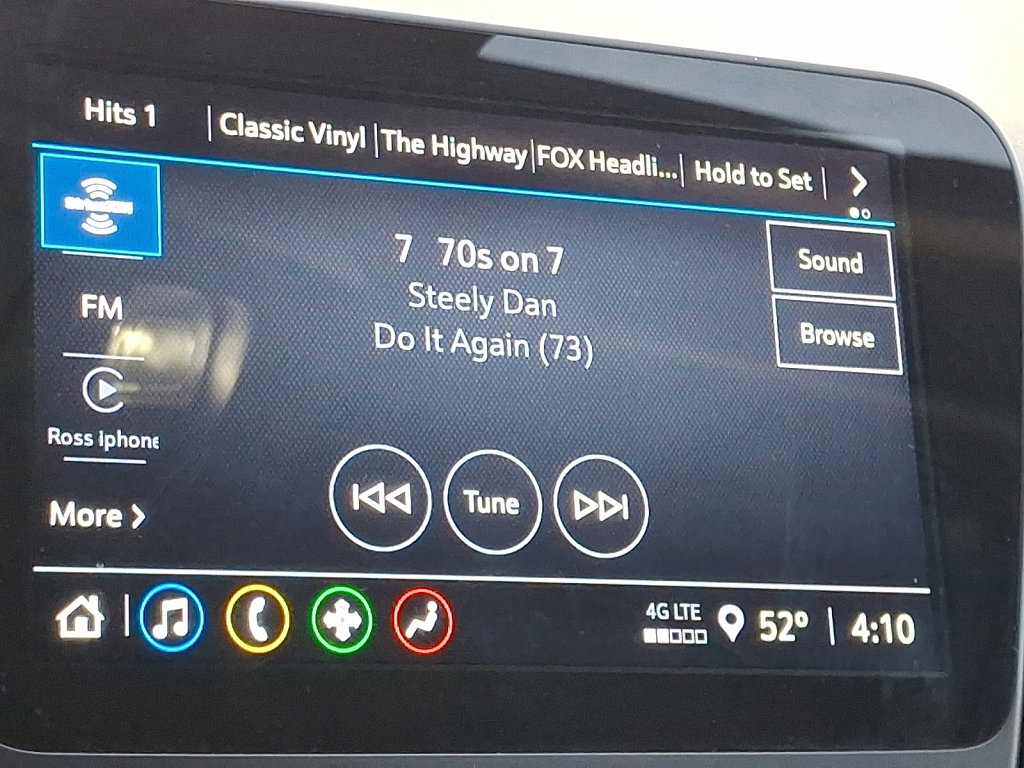 Hits 1 | Classic Vinyl | The Highway | FOX Headli... | Hold to Set |
SiriusXM
7 70s on 7
Steely Dan
Do It Again (73)
Sound
Browse
FM
Ross iphone
More
Tune
4G LTE
52°
4:10